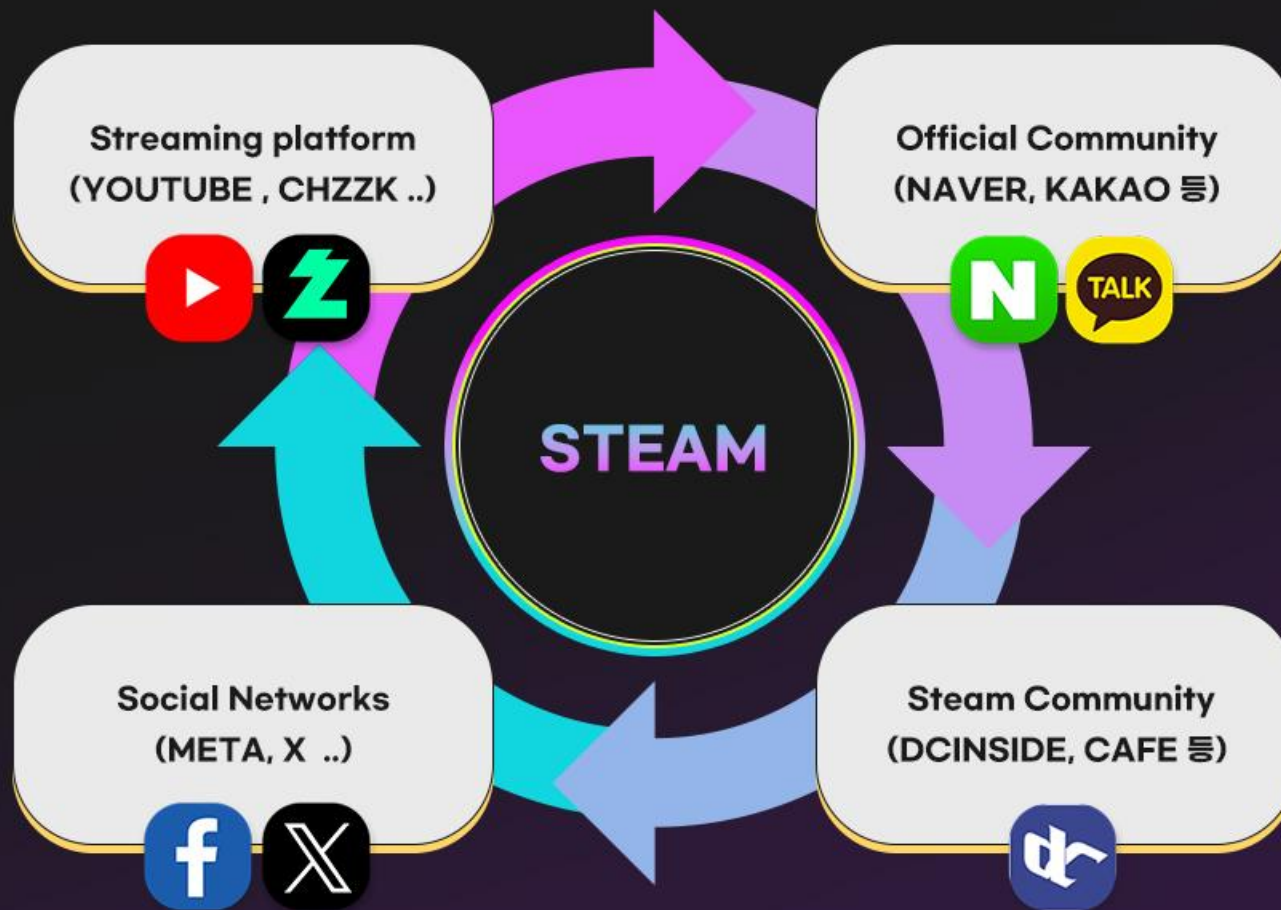 Streaming platform
(YOUTUBE , CHZZK ..)
Official Community
(NAVER, KAKAO 등)
N
TALK
STEAM
Social Networks
(META, X ..)
Steam Community
(DCINSIDE, CAFE 등)
f
X
dc